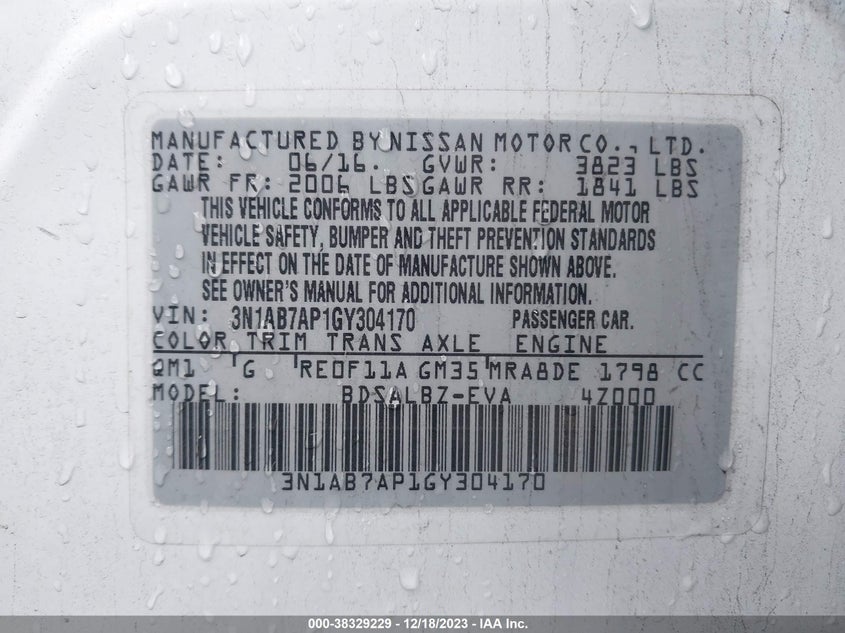 MANUFACTURED BY NISSAN MOTOR CO., LTD.
DATE: 06/16. GVWR: 3823 LBS
GAWR FR: 2006 LBS GAWR RR: 1841 LBS
THIS VEHICLE CONFORMS TO ALL APPLICABLE FEDERAL MOTOR
VEHICLE SAFETY, BUMPER AND THEFT PREVENTION STANDARDS
IN EFFECT ON THE DATE OF MANUFACTURE SHOWN ABOVE.
SEE OWNER'S MANUAL FOR ADDITIONAL INFORMATION.
VIN: 3N1AB7AP1GY304170 PASSENGER CAR.
COLOR TRIM TRANS AXLE ENGINE
QM1 G RE0F11A GM35 MRA8DE 1798 CC
MODEL: BDSALBZ-EVA 4Z000
3N1AB7AP1GY304170
000-38329229 - 12/18/2023 - IAA Inc.